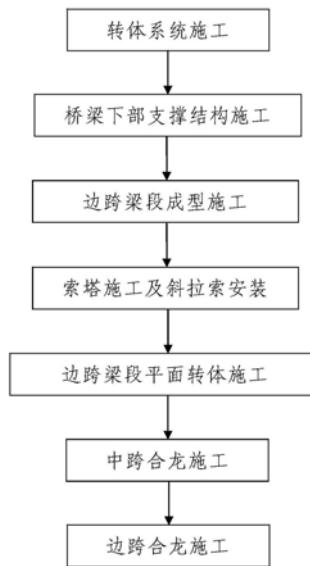 转体系统施工
桥梁下部支撑结构施工
边跨梁段成型施工
索塔施工及斜拉索安装
边跨梁段平面转体施工
中跨合龙施工
边跨合龙施工